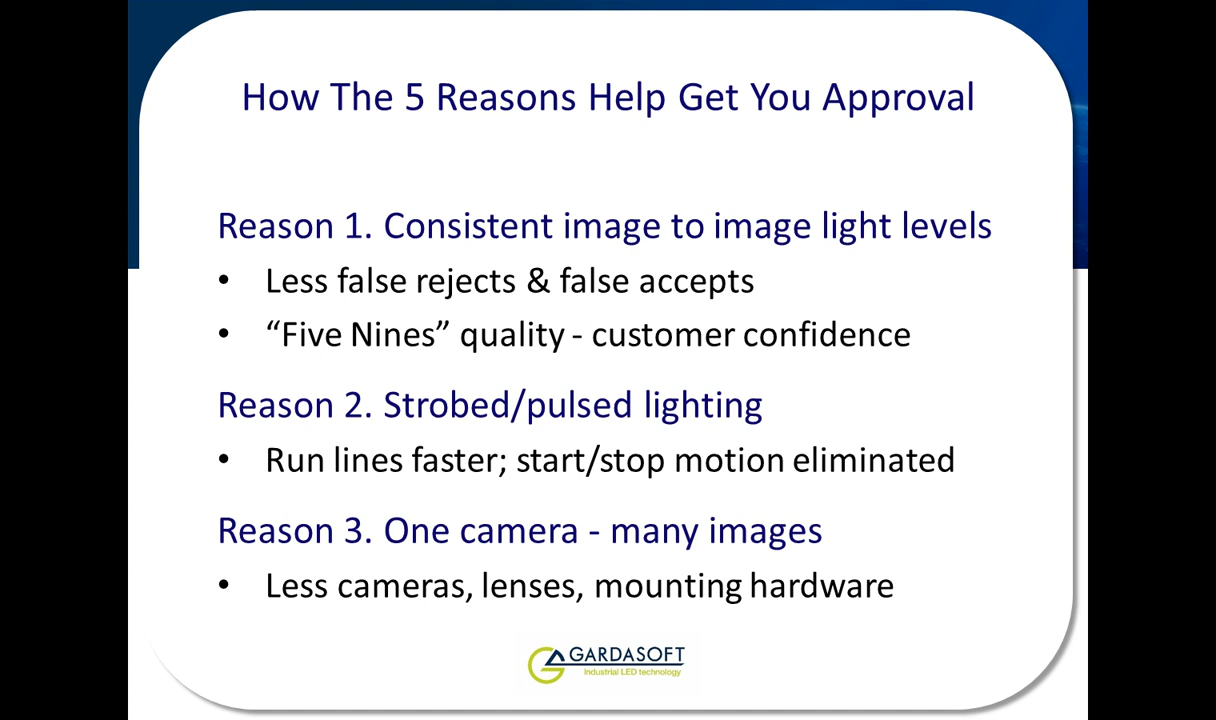 How The 5 Reasons Help Get You Approval
Reason 1. Consistent image to image light levels
• Less false rejects & false accepts
• “Five Nines” quality - customer confidence
Reason 2. Strobed/pulsed lighting
• Run lines faster; start/stop motion eliminated
Reason 3. One camera - many images
• Less cameras, lenses, mounting hardware
GARDASOFT
Industrial LED technology